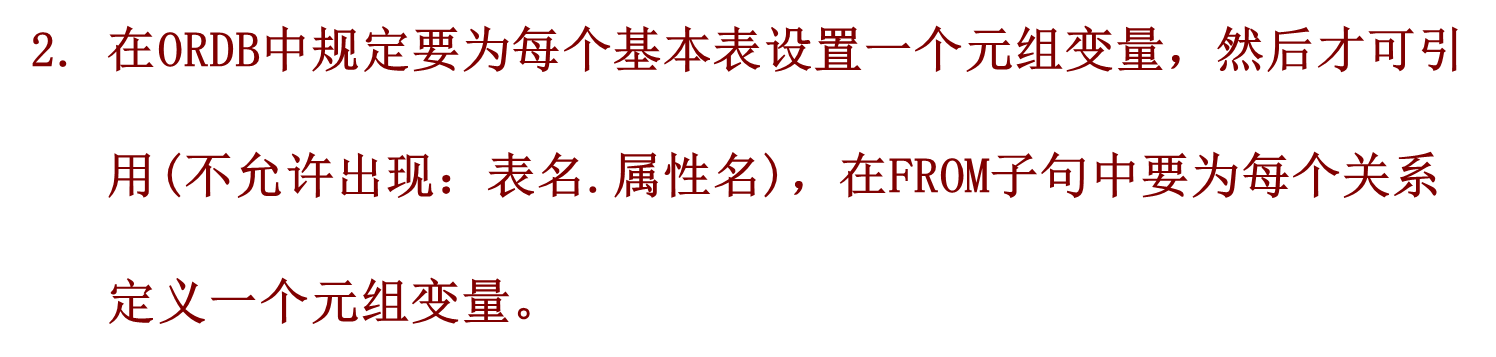 2. 在ORDB中规定要为每个基本表设置一个元组变量，然后才可引
用(不允许出现：表名.属性名)，在FROM子句中要为每个关系
定义一个元组变量。